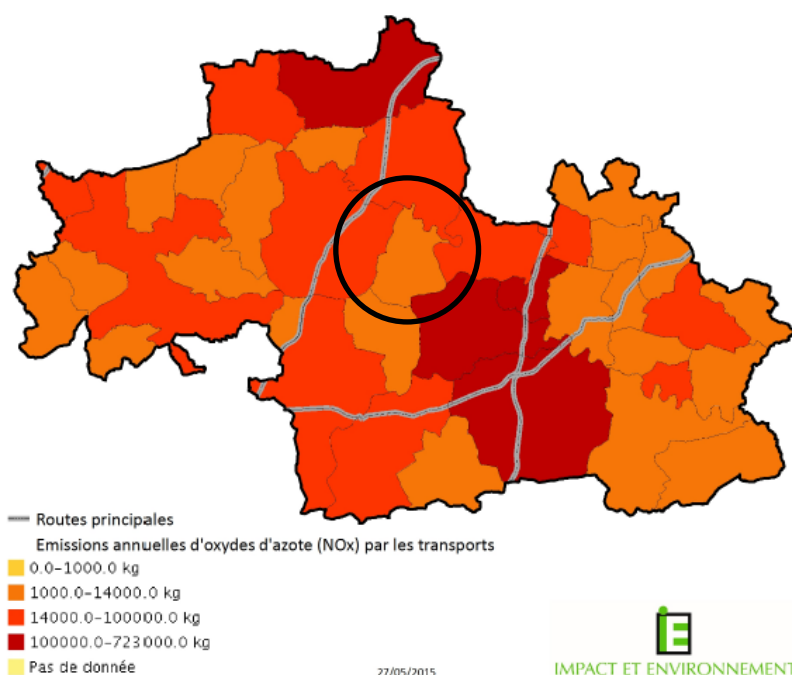 Routes principales
Emissions annuelles d'oxydes d'azote (NOx) par les transports
0.0-1000.0 kg
1000.0-14000.0 kg
14000.0-100000.0 kg
100000.0-723000.0 kg
Pas de donnée
27/05/2015
iE
IMPACT ET ENVIRONNEMENT